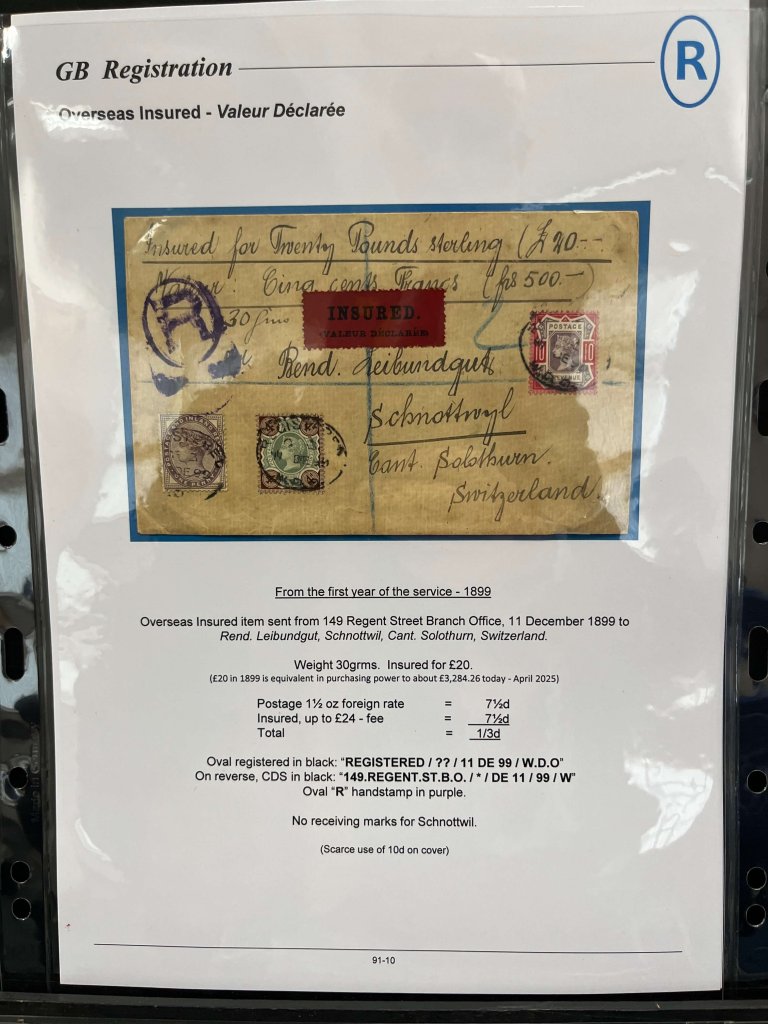 GB Registration
R
Overseas Insured - Valeur Déclarée
Insured for Twenty Pounds sterling (£20.--
Cinq cents Francs (frs 500.--)
R
30
INSURED.
(VALEUR DÉCLARÉE)
POSTAGE
10 10
Rend. Leibundgut
Schnottwyl
Cant. Solothurn.
Switzerland.
From the first year of the service - 1899
Overseas Insured item sent from 149 Regent Street Branch Office, 11 December 1899 to
Rend. Leibundgut, Schnottwil, Cant. Solothurn, Switzerland.
Weight 30grms. Insured for £20.
(£20 in 1899 is equivalent in purchasing power to about £3,284.26 today - April 2025)
Postage 1½ oz foreign rate = 7½d
Insured, up to £24 - fee = 7½d
Total = 1/3d
Oval registered in black: “REGISTERED / ?? / 11 DE 99 / W.D.O”
On reverse, CDS in black: “149.REGENT.ST.B.O. / * / DE 11 / 99 / W”
Oval “R” handstamp in purple.
No receiving marks for Schnottwil.
(Scarce use of 10d on cover)
91-10